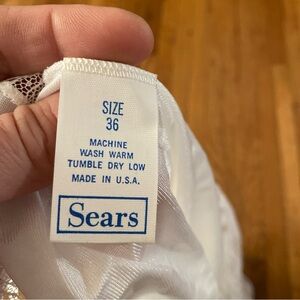 SIZE
36
MACHINE
WASH WARM
TUMBLE DRY LOW
MADE IN U.S.A.
Sears